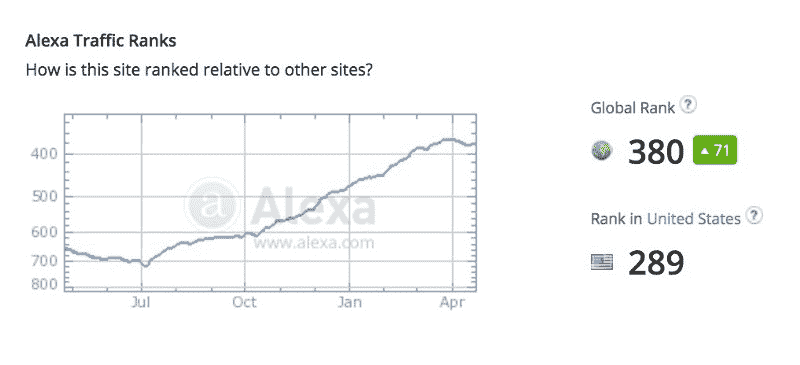 Alexa Traffic Ranks
How is this site ranked relative to other sites?
Global Rank ?
380 71
Rank in United States ?
289
400
500
600
700
800
a Alexa
www.alexa.com
Jul Oct Jan Apr